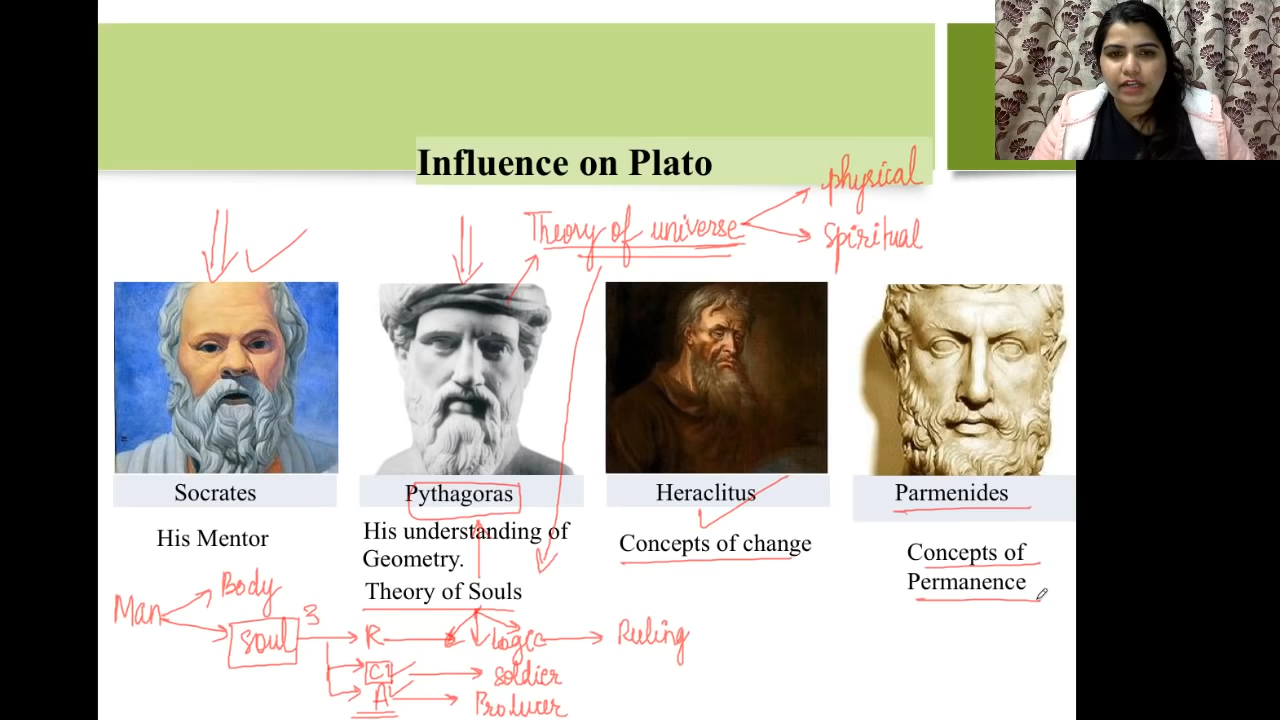 Influence on Plato
physical
Theory of universe
Spiritual
Socrates
Pythagoras
Heraclitus
Parmenides
His Mentor
His understanding of
Geometry.
Theory of Souls
Concepts of change
Concepts of
Permanence
Man
Body
Soul
3
R
logic
Ruling
C
soldier
A
Producer